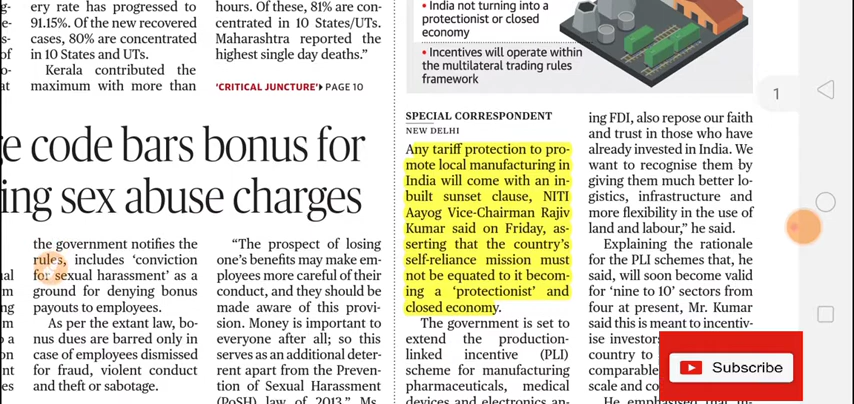 ery rate has progressed to
91.15%. Of the new recovered
cases, 80% are concentrated
in 10 States and UTs.
Kerala contributed the
maximum with more than
hours. Of these, 81% are con-
centrated in 10 States/UTs.
Maharashtra reported the
highest single day deaths.”
‘CRITICAL JUNCTURE’ PAGE 10
• India not turning into a
protectionist or closed
economy
• Incentives will operate within
the multilateral trading rules
framework
e code bars bonus for
ing sex abuse charges
the government notifies the
rules, includes ‘conviction
for sexual harassment’ as a
ground for denying bonus
payouts to employees.
As per the extant law, bo-
nus dues are barred only in
case of employees dismissed
for fraud, violent conduct
and theft or sabotage.
“The prospect of losing
one’s benefits may make em-
ployees more careful of their
conduct, and they should be
made aware of this provi-
sion. Money is important to
everyone after all; so this
serves as an additional deter-
rent apart from the Preven-
tion of Sexual Harassment
(PoSH) law of 2013.” Ms.
SPECIAL CORRESPONDENT
NEW DELHI
Any tariff protection to pro-
mote local manufacturing in
India will come with an in-
built sunset clause, NITI
Aayog Vice-Chairman Rajiv
Kumar said on Friday, as-
serting that the country’s
self-reliance mission must
not be equated to it becom-
ing a ‘protectionist’ and
closed economy.
The government is set to
extend the production-
linked incentive (PLI)
scheme for manufacturing
pharmaceuticals, medical
devices and electronics an-
ing FDI, also repose our faith
and trust in those who have
already invested in India. We
want to recognise them by
giving them much better lo-
gistics, infrastructure and
more flexibility in the use of
land and labour,” he said.
Explaining the rationale
for the PLI schemes that, he
said, will soon become valid
for ‘nine to 10’ sectors from
four at present, Mr. Kumar
said this is meant to incentiv-
ise investors
country to
comparable
scale and co
He emphasised
1
Subscribe